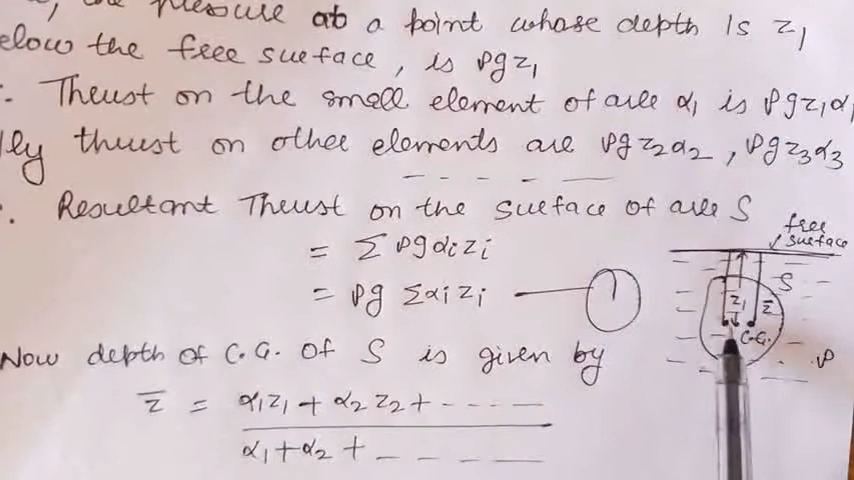 the pressure at a point whose depth is z₁
elow the free surface, is ρgz₁
∴ Thrust on the small element of area α₁ is ρgz₁α₁
lly thrust on other elements are ρgz₂α₂, ρgz₃α₃
_ _ _ _ ___
∴ Resultant Thrust on the surface of area S
= Σ ρgαᵢzᵢ
= ρg Σαᵢzᵢ — ①
free surface
S
z₁
z̄
C.G.
ρ
Now depth of C.G. of S is given by
z̄ = α₁z₁ + α₂z₂ + - - - -
α₁ + α₂ + _ _ _ _